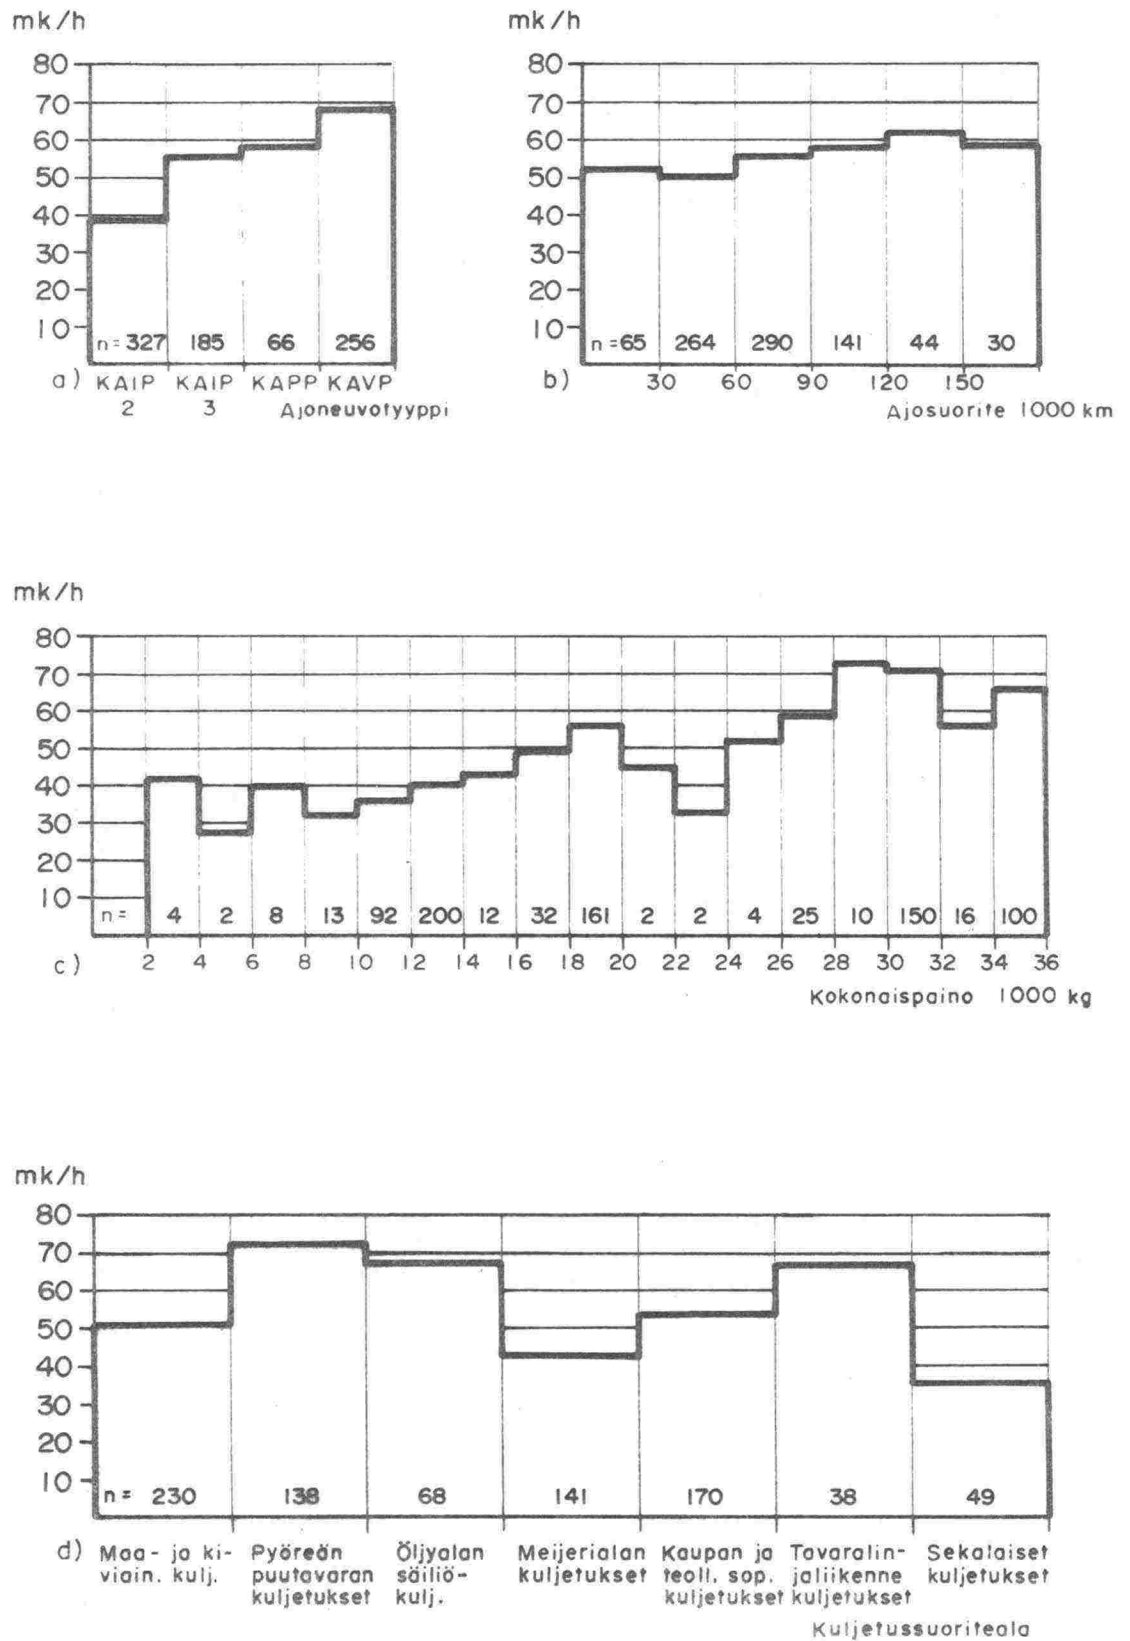 mk/h
80
70
60
50
40
30
20
10
n = 327 185 66 256
a) KAIP KAIP KAPP KAVP
2 3 Ajoneuvotyyppi
mk/h
80
70
60
50
40
30
20
10
n = 65 264 290 141 44 30
b) 30 60 90 120 150
Ajosuorite 1000 km
mk/h
80
70
60
50
40
30
20
10
n = 4 2 8 13 92 200 12 32 161 2 2 4 25 10 150 16 100
c) 2 4 6 8 10 12 14 16 18 20 22 24 26 28 30 32 34 36
Kokonaispaino 1000 kg
mk/h
80
70
60
50
40
30
20
10
n = 230 138 68 141 170 38 49
d) Maa- ja ki- Pyöreän Öljyalan Meijerialan Kaupan ja Tavaralin- Sekalaiset
viain. kulj. puutavaran säiliö- kuljetukset teoll. sop. jaliikenne kuljetukset
kuljetukset kulj. kuljetukset kuljetukset
Kuljetussuoriteala